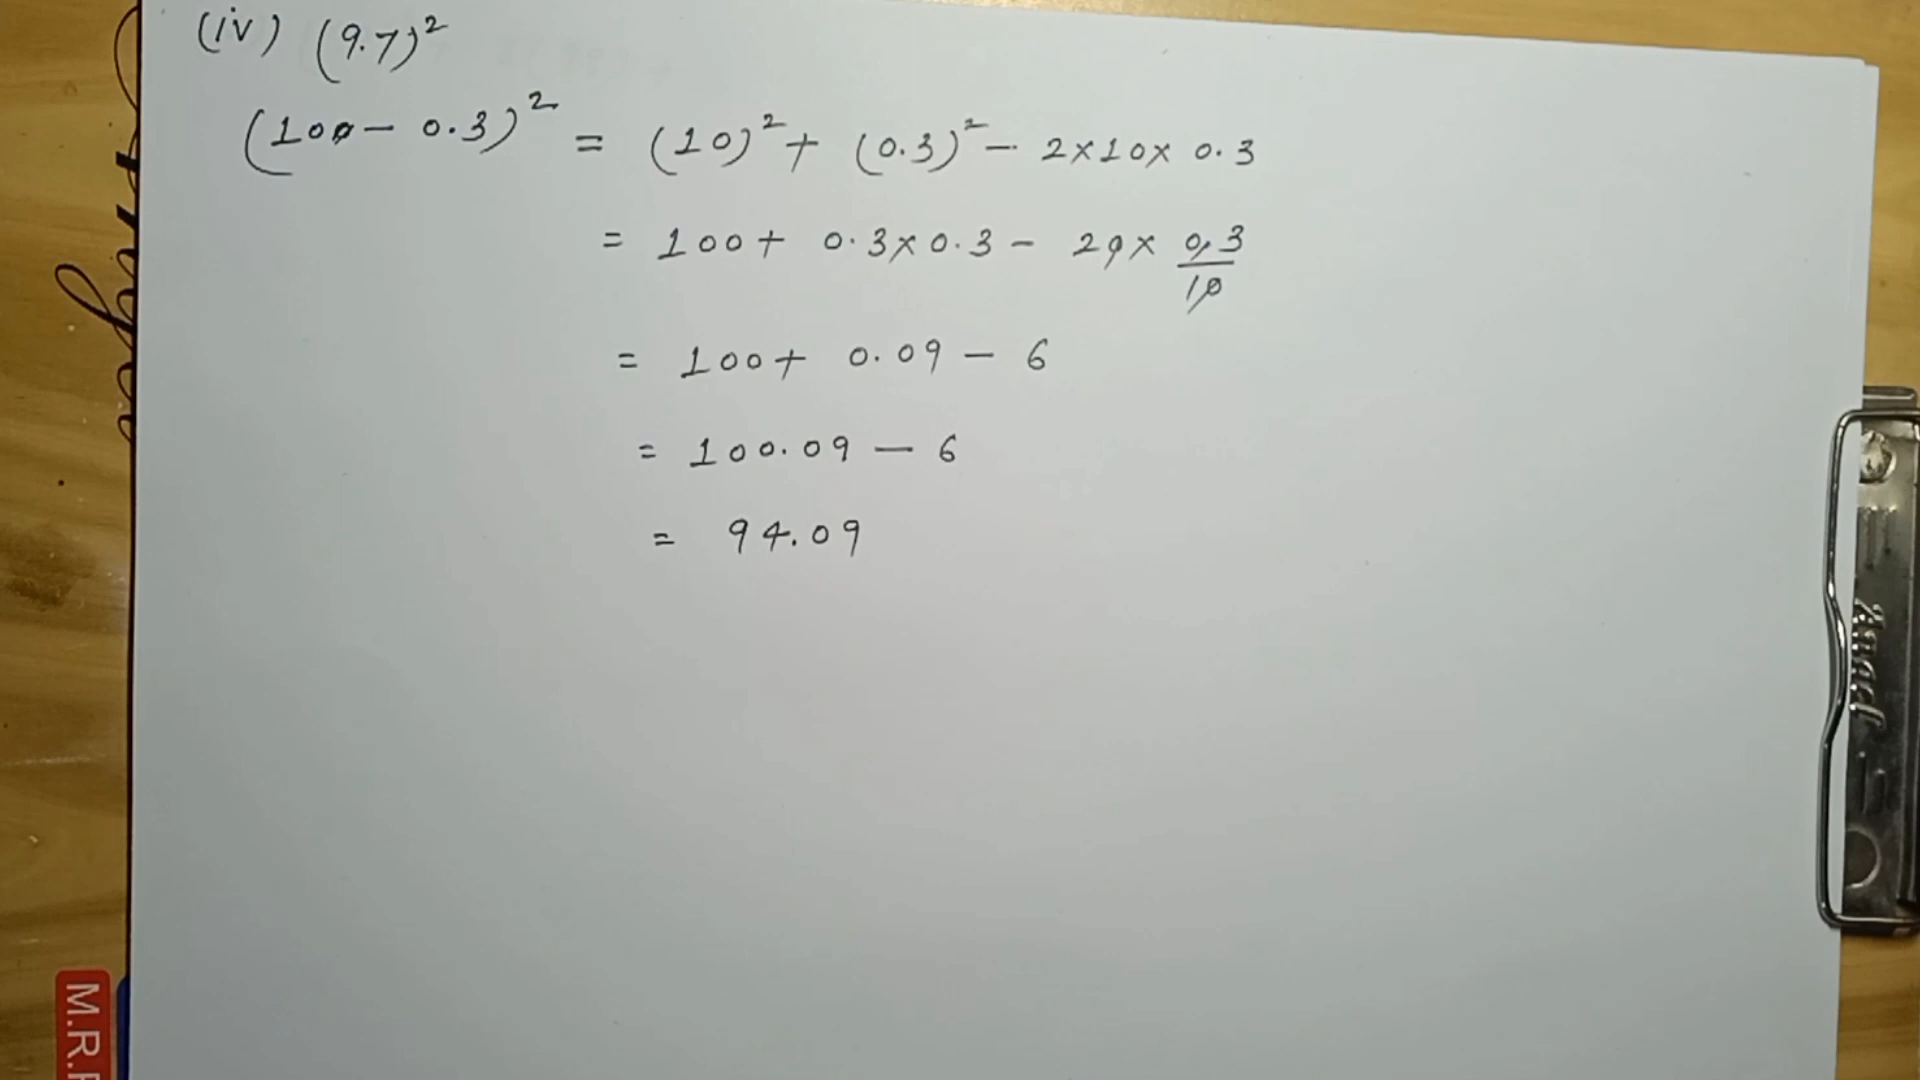 (iv) (9.7)²
(100 - 0.3)² = (10)² + (0.3)² - 2×10× 0.3
= 100 + 0.3×0.3 - 20× 0.3/10
= 100 + 0.09 - 6
= 100.09 - 6
= 94.09
M.R.